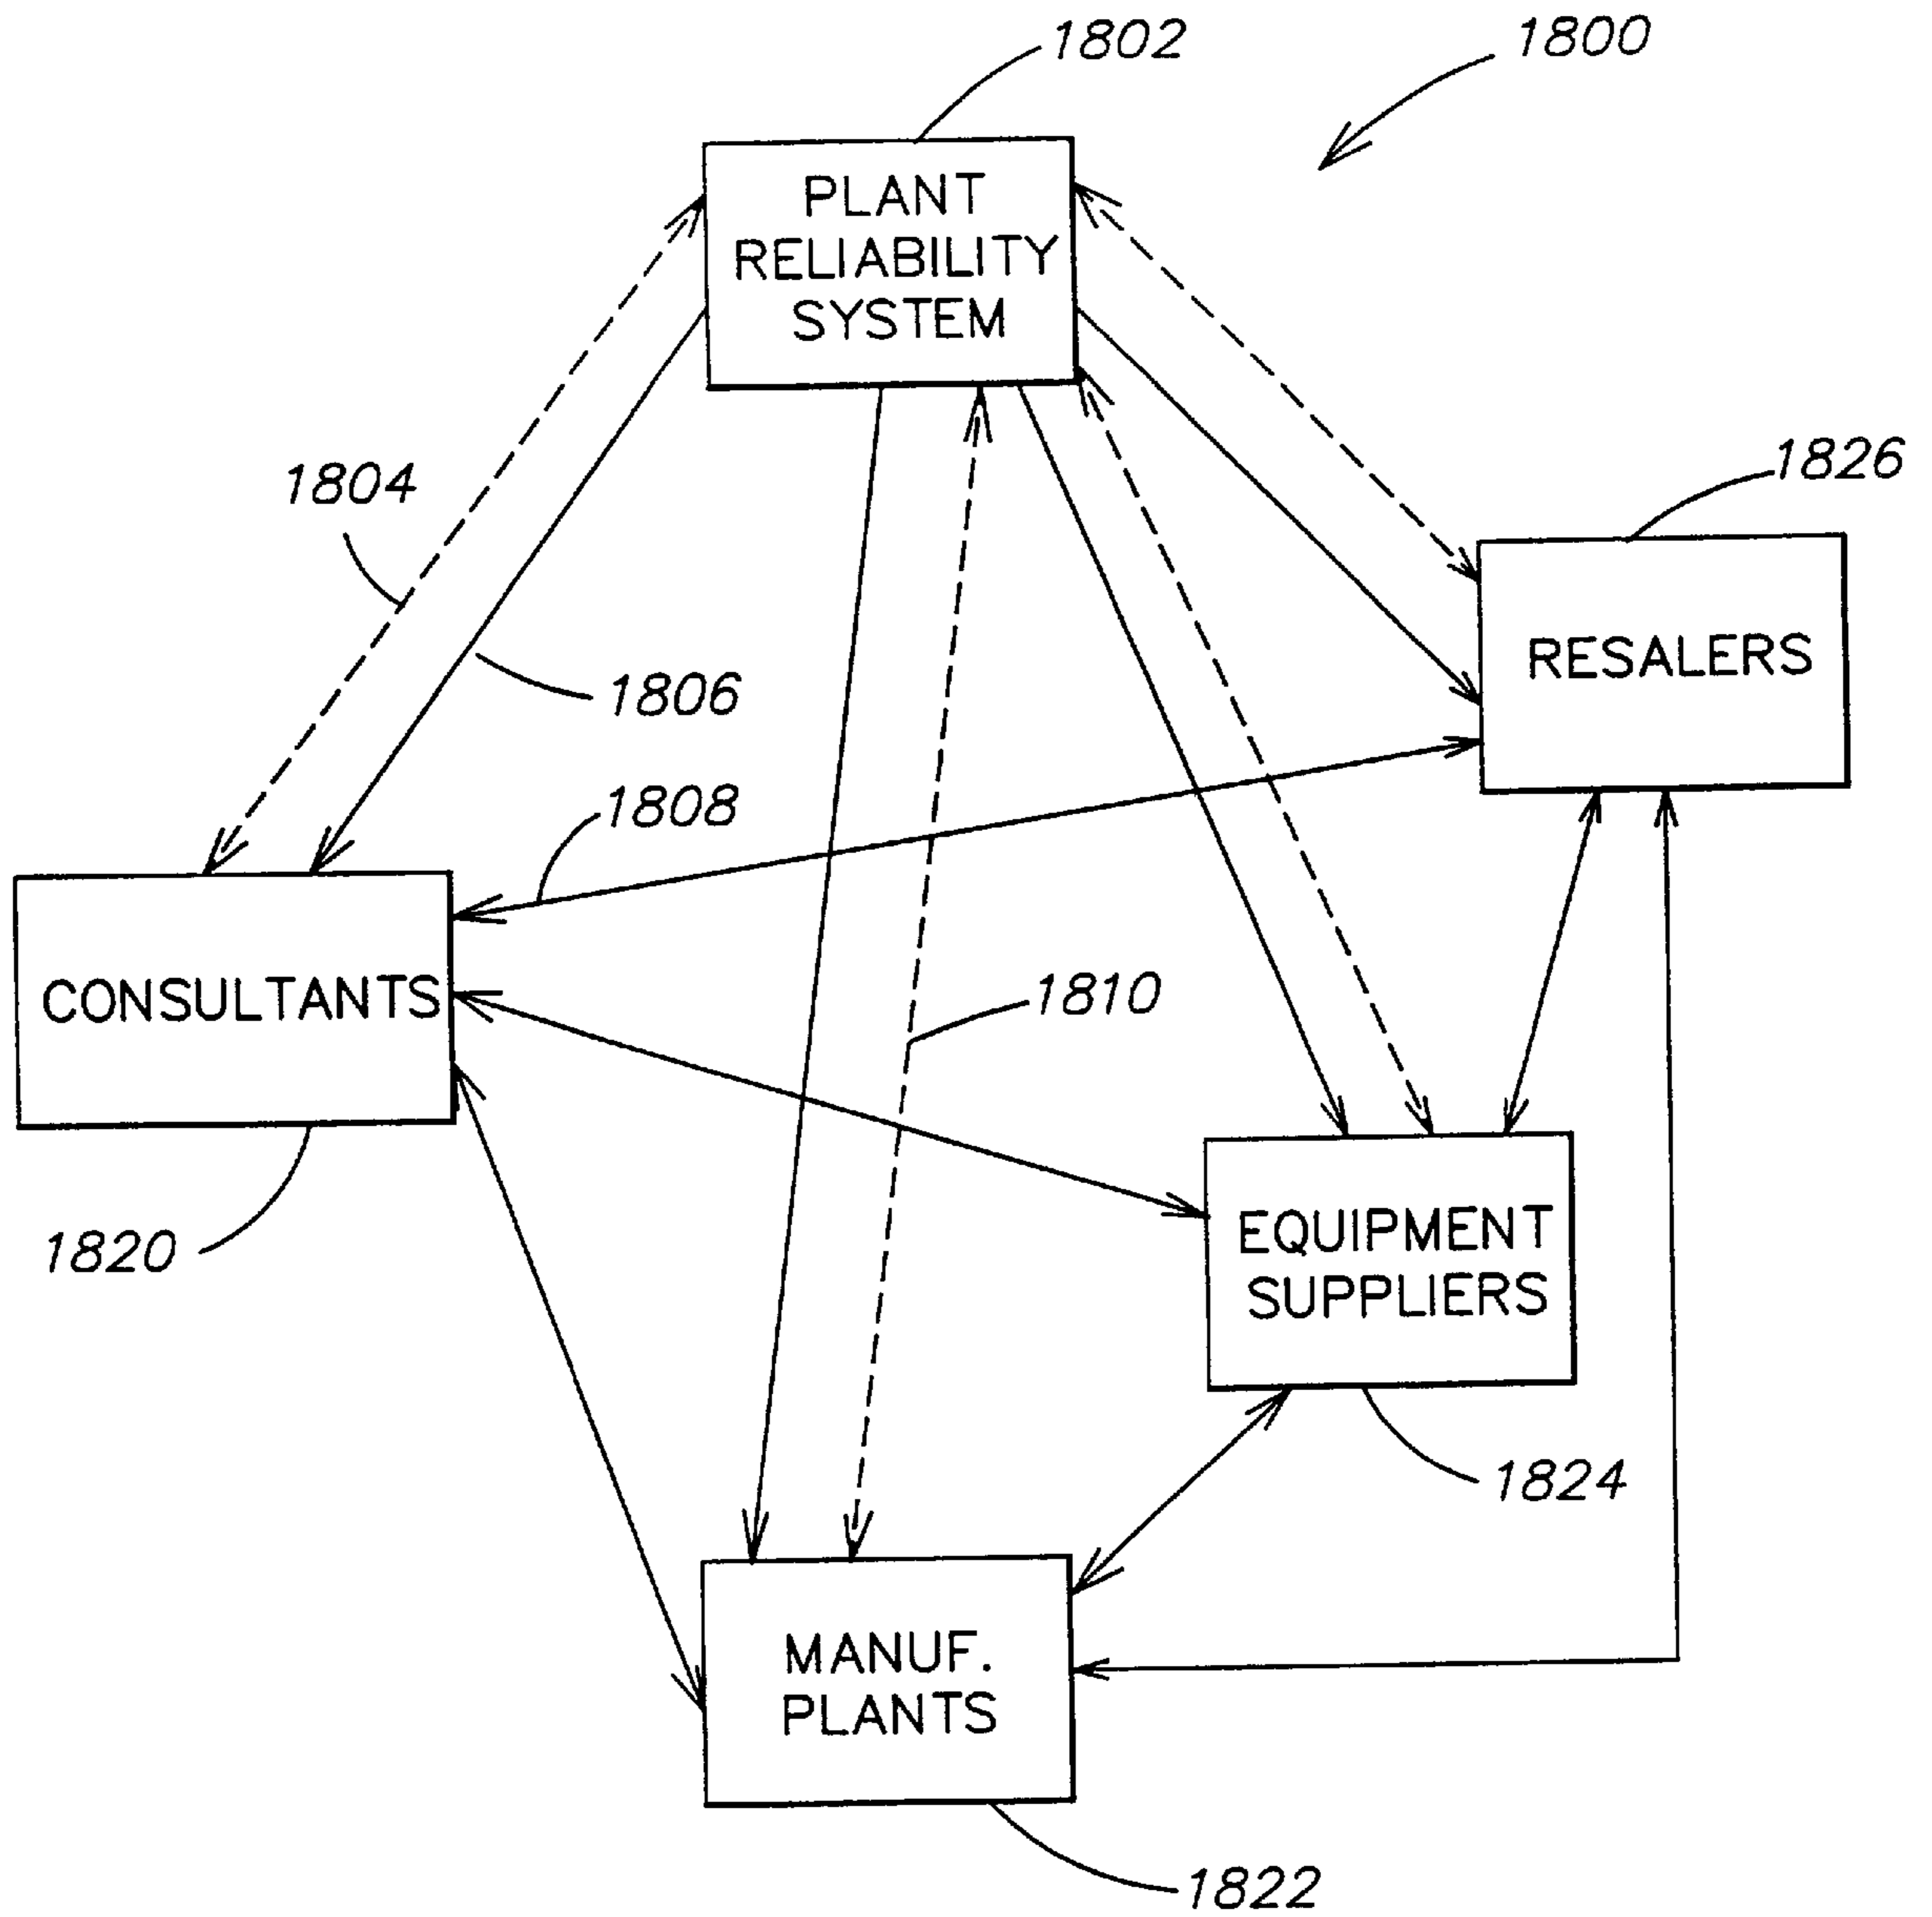 1802
1800
PLANT
RELIABILITY
SYSTEM
1804
1826
RESALERS
1806
1808
CONSULTANTS
1810
1820
EQUIPMENT
SUPPLIERS
1824
MANUF.
PLANTS
1822